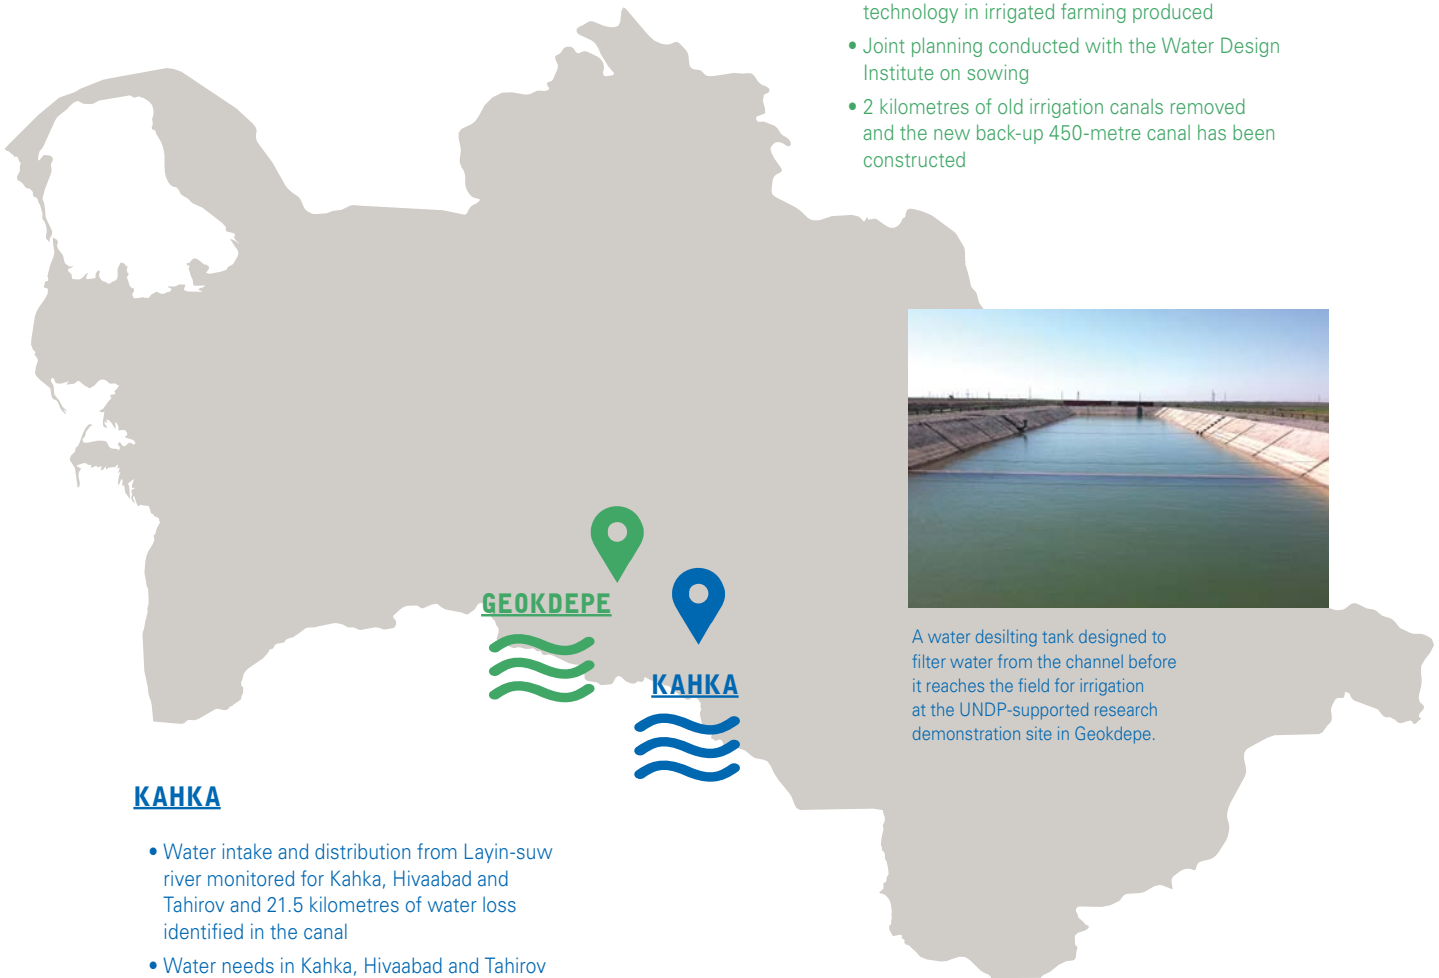 technology in irrigated farming produced
• Joint planning conducted with the Water Design
Institute on sowing
• 2 kilometres of old irrigation canals removed
and the new back-up 450-metre canal has been
constructed
GEOKDEPE
KAHKA
A water desilting tank designed to
filter water from the channel before
it reaches the field for irrigation
at the UNDP-supported research
demonstration site in Geokdepe.
KAHKA
• Water intake and distribution from Layin-suw
river monitored for Kahka, Hivaabad and
Tahirov and 21.5 kilometres of water loss
identified in the canal
• Water needs in Kahka, Hivaabad and Tahirov